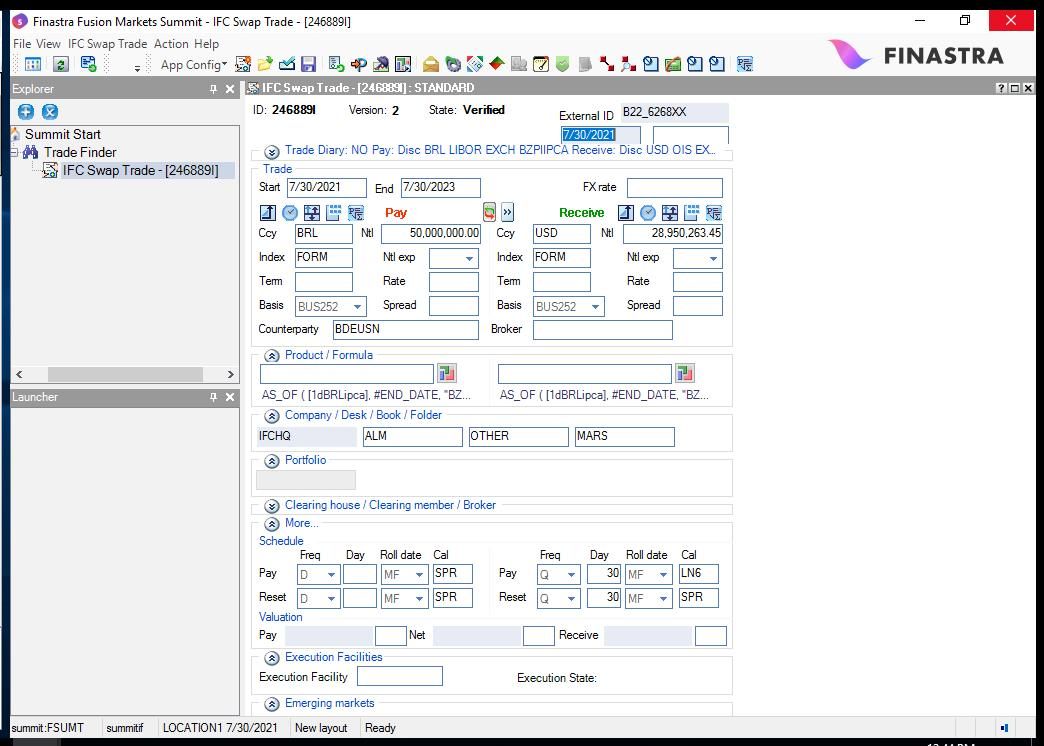 Finastra Fusion Markets Summit - IFC Swap Trade - [246889I]
File View IFC Swap Trade Action Help
App Config
FINASTRA
Explorer
Summit Start
Trade Finder
IFC Swap Trade - [246889I]
Launcher
IFC Swap Trade - [246889I] : STANDARD
ID: 246889I Version: 2 State: Verified External ID B22_6268XX
7/30/2021
Trade Diary: NO Pay: Disc BRL LIBOR EXCH BZPIIPCA Receive: Disc USD OIS EX...
Trade
Start 7/30/2021 End 7/30/2023 FX rate
Pay Receive
Ccy BRL Ntl 50,000,000.00 Ccy USD Ntl 28,950,263.45
Index FORM Ntl exp Index FORM Ntl exp
Term Rate Term Rate
Basis BUS252 Spread Basis BUS252 Spread
Counterparty BDEUSN Broker
Product / Formula
AS_OF ( [1dBRLipca], #END_DATE, "BZ... AS_OF ( [1dBRLipca], #END_DATE, "BZ...
Company / Desk / Book / Folder
IFCHQ ALM OTHER MARS
Portfolio
Clearing house / Clearing member / Broker
More...
Schedule
Freq Day Roll date Cal Freq Day Roll date Cal
Pay D MF SPR Pay Q 30 MF LN6
Reset D MF SPR Reset Q 30 MF SPR
Valuation
Pay Net Receive
Execution Facilities
Execution Facility Execution State:
Emerging markets
summit:FSUMT summitif LOCATION1 7/30/2021 New layout Ready